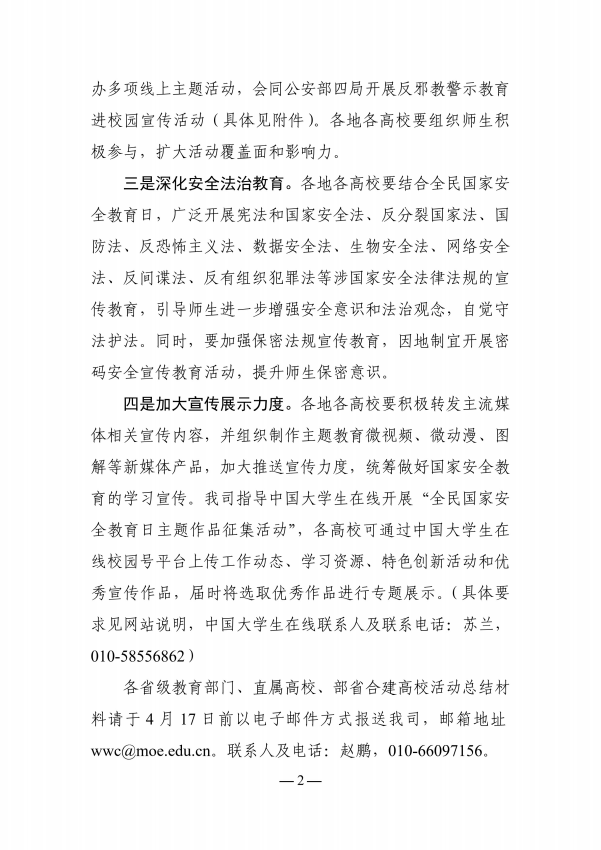 办多项线上主题活动，会同公安部四局开展反邪教警示教育
进校园宣传活动（具体见附件）。各地各高校要组织师生积
极参与，扩大活动覆盖面和影响力。
三是深化安全法治教育。各地各高校要结合全民国家安
全教育日，广泛开展宪法和国家安全法、反分裂国家法、国
防法、反恐怖主义法、数据安全法、生物安全法、网络安全
法、反间谍法、反有组织犯罪法等涉国家安全法律法规的宣
传教育，引导师生进一步增强安全意识和法治观念，自觉守
法护法。同时，要加强保密法规宣传教育，因地制宜开展密
码安全宣传教育活动，提升师生保密意识。
四是加大宣传展示力度。各地各高校要积极转发主流媒
体相关宣传内容，并组织制作主题教育微视频、微动漫、图
解等新媒体产品，加大推送宣传力度，统筹做好国家安全教
育的学习宣传。我司指导中国大学生在线开展“全民国家安
全教育日主题作品征集活动”，各高校可通过中国大学生在
线校园号平台上传工作动态、学习资源、特色创新活动和优
秀宣传作品，届时将选取优秀作品进行专题展示。（具体要
求见网站说明，中国大学生在线联系人及联系电话：苏兰，
010-58556862）
各省级教育部门、直属高校、部省合建高校活动总结材
料请于 4 月 17 日前以电子邮件方式报送我司，邮箱地址
wwc@moe.edu.cn。联系人及电话：赵鹏，010-66097156。
— 2 —